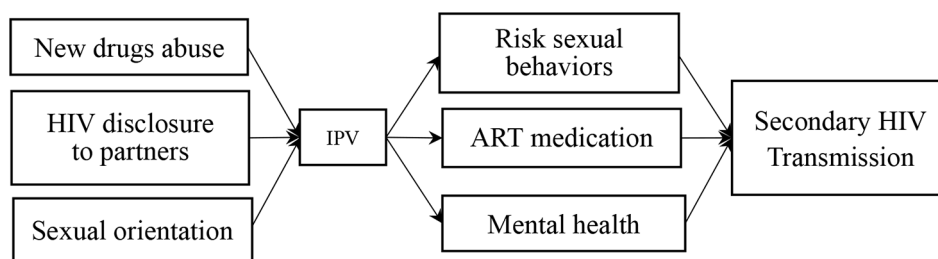 New drugs abuse
HIV disclosure
to partners
Sexual orientation
IPV
Risk sexual
behaviors
ART medication
Mental health
Secondary HIV
Transmission